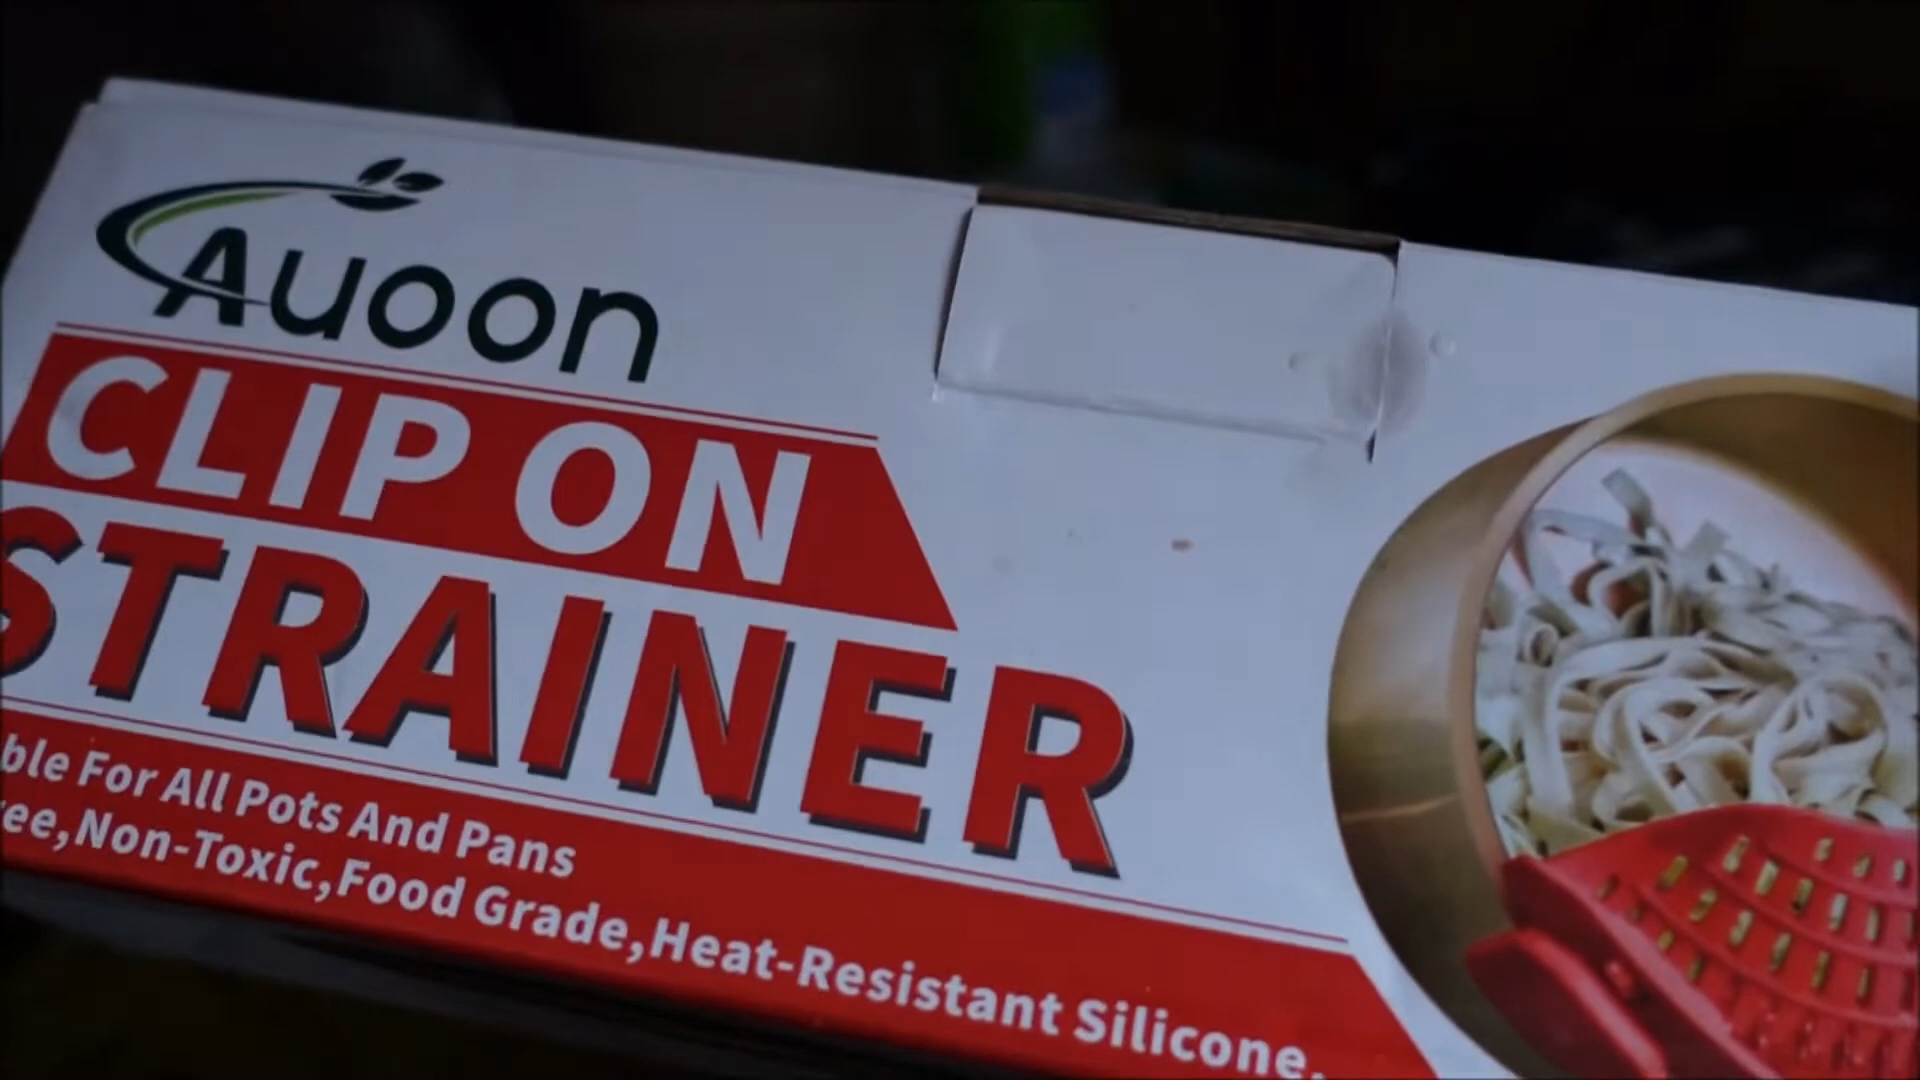 Auoon
CLIP ON
STRAINER
ble For All Pots And Pans
ee,Non-Toxic,Food Grade,Heat-Resistant Silicone.